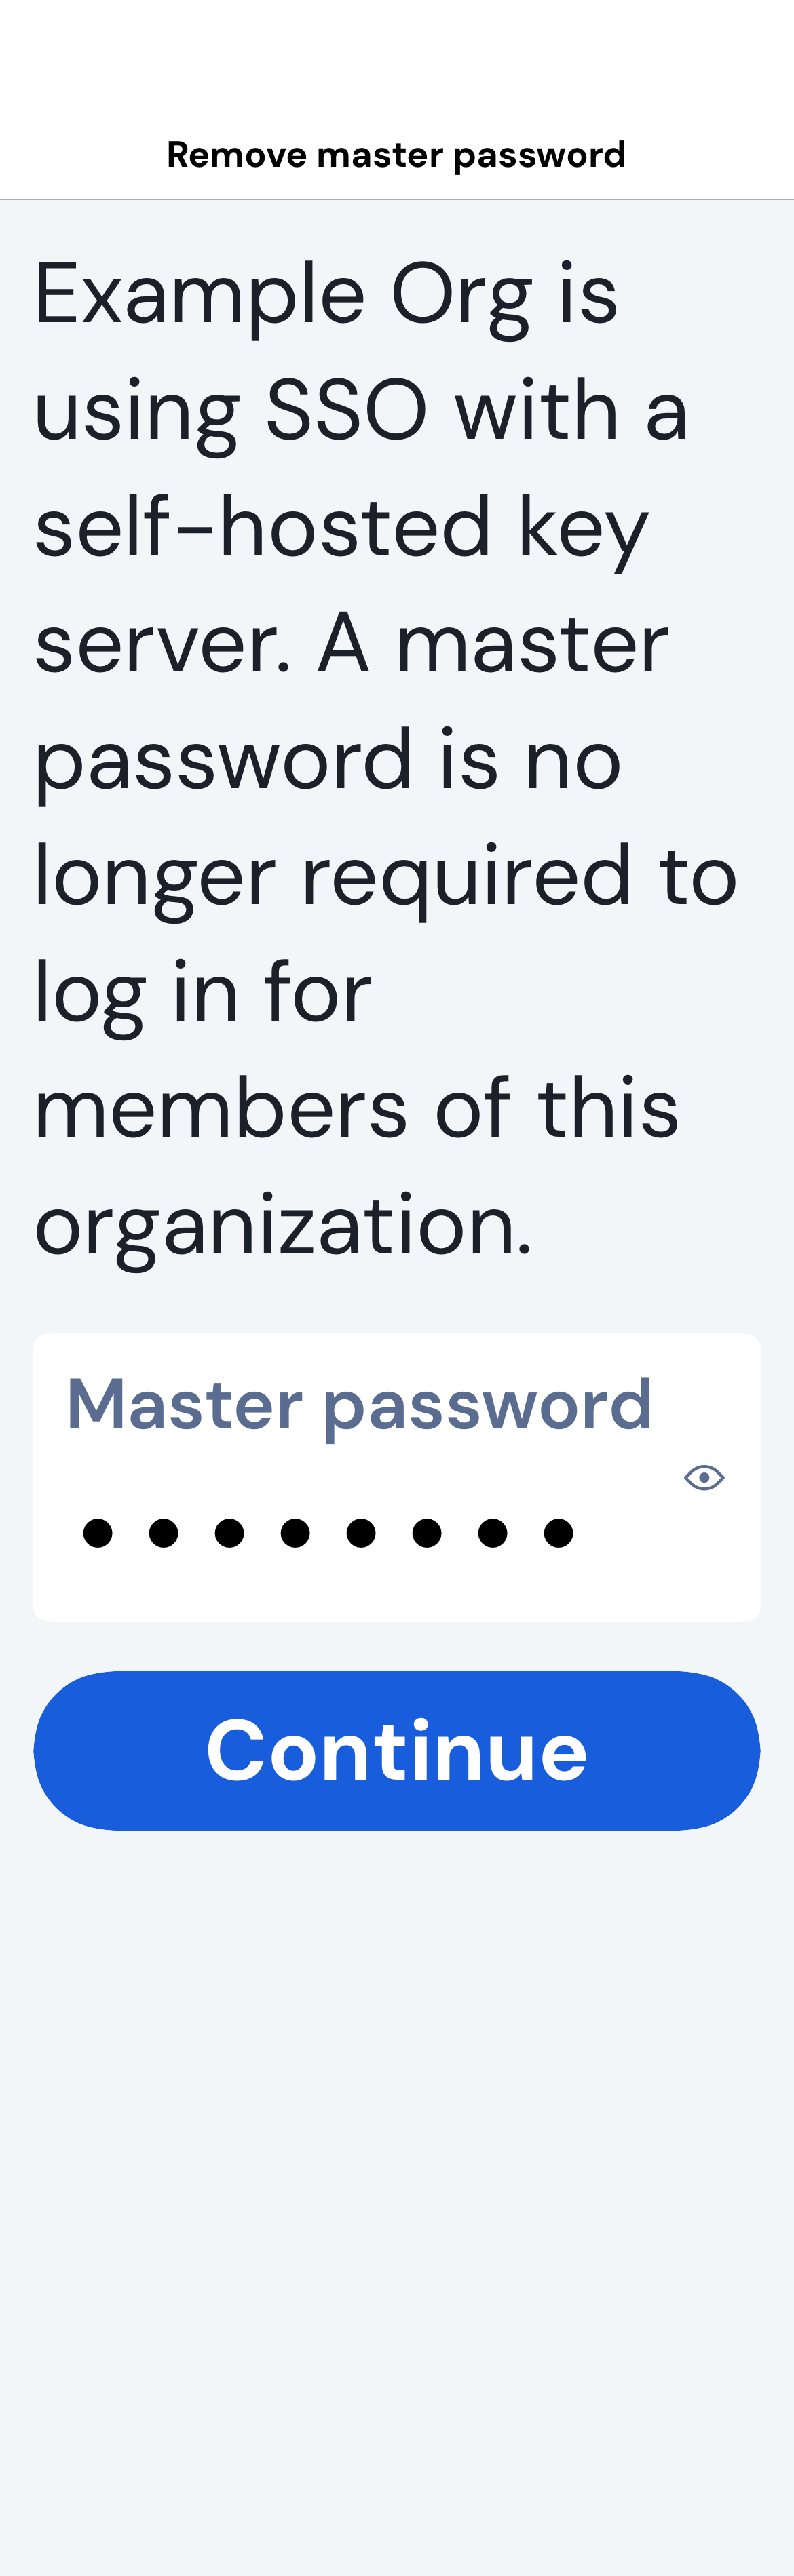 Remove master password
Example Org is
using SSO with a
self-hosted key
server. A master
password is no
longer required to
log in for
members of this
organization.
Master password
Continue